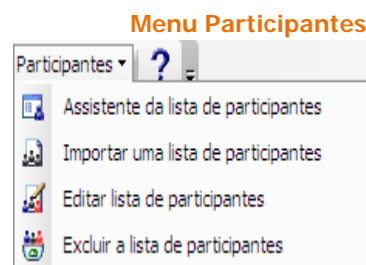 Menu Participantes
Participantes ?
Assistente da lista de participantes
Importar uma lista de participantes
Editar lista de participantes
Excluir a lista de participantes